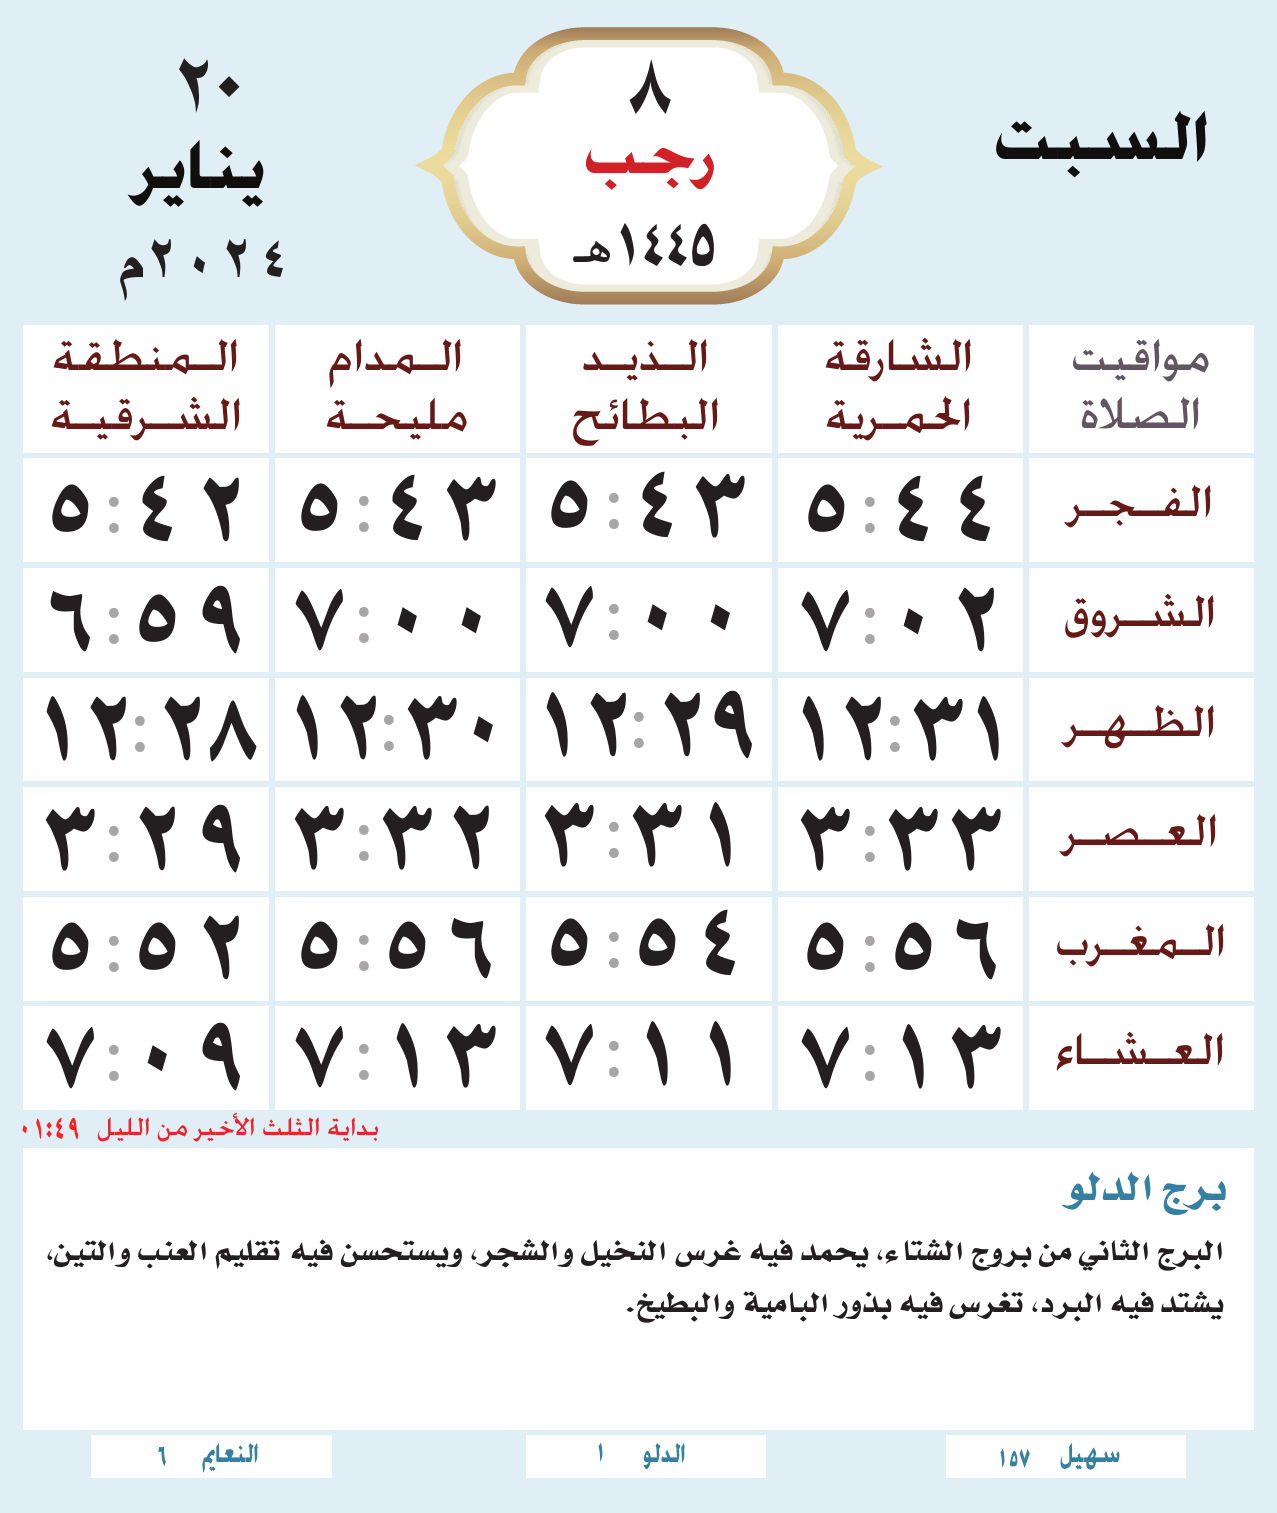 السبت
٨
رجب
١٤٤٥هـ
٢٠
يناير
٢٠٢٤م
مواقيت الصلاة | الشارقة الحمرية | الذيد البطائح | المدام مليحة | المنطقة الشرقية
الفجر ٥:٤٤ ٥:٤٣ ٥:٤٣ ٥:٤٢
الشروق ٧:٠٢ ٧:٠٠ ٧:٠٠ ٦:٥٩
الظهر ١٢:٣١ ١٢:٢٩ ١٢:٣٠ ١٢:٢٨
العصر ٣:٣٣ ٣:٣١ ٣:٣٢ ٣:٢٩
المغرب ٥:٥٦ ٥:٥٤ ٥:٥٦ ٥:٥٢
العشاء ٧:١٣ ٧:١١ ٧:١٣ ٧:٠٩
بداية الثلث الأخير من الليل ٠١:٤٩
برج الدلو
البرج الثاني من بروج الشتاء، يحمد فيه غرس النخيل والشجر، ويستحسن فيه تقليم العنب والتين،
يشتد فيه البرد، تغرس فيه بذور البامية والبطيخ.
سهيل ١٥٧
الدلو ١
النعايم ٦